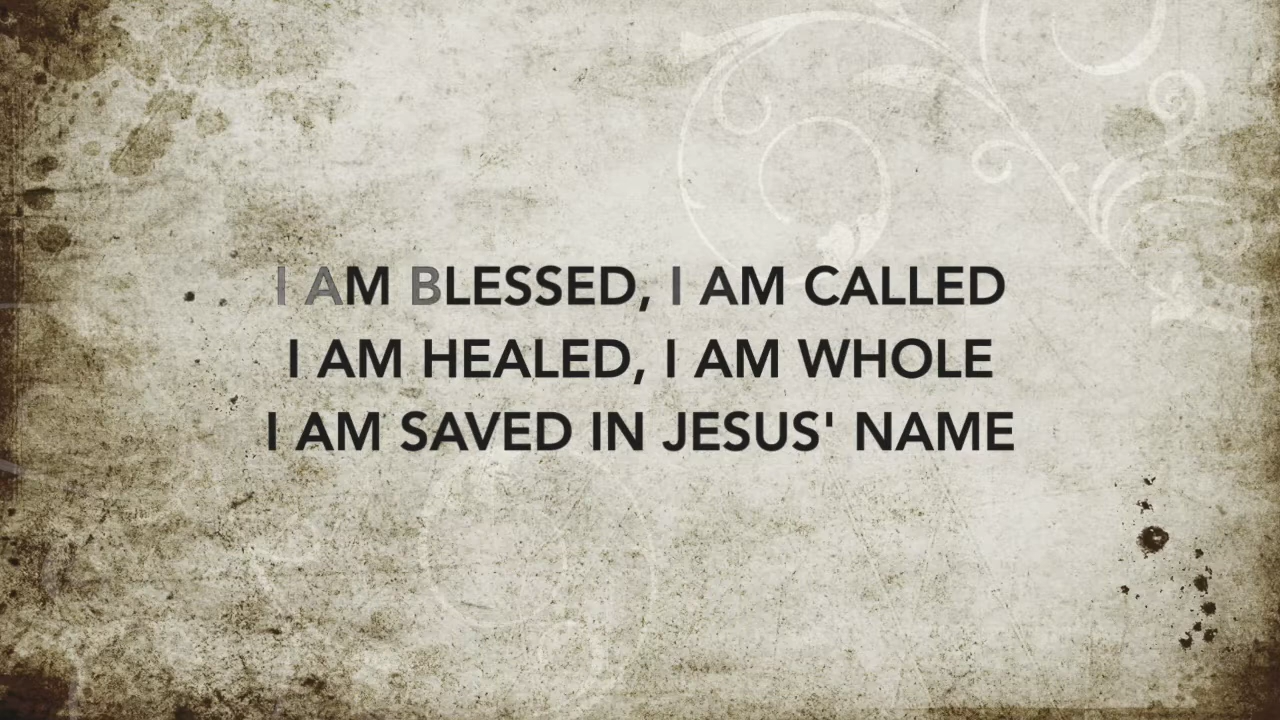 I AM BLESSED, I AM CALLED
I AM HEALED, I AM WHOLE
I AM SAVED IN JESUS' NAME